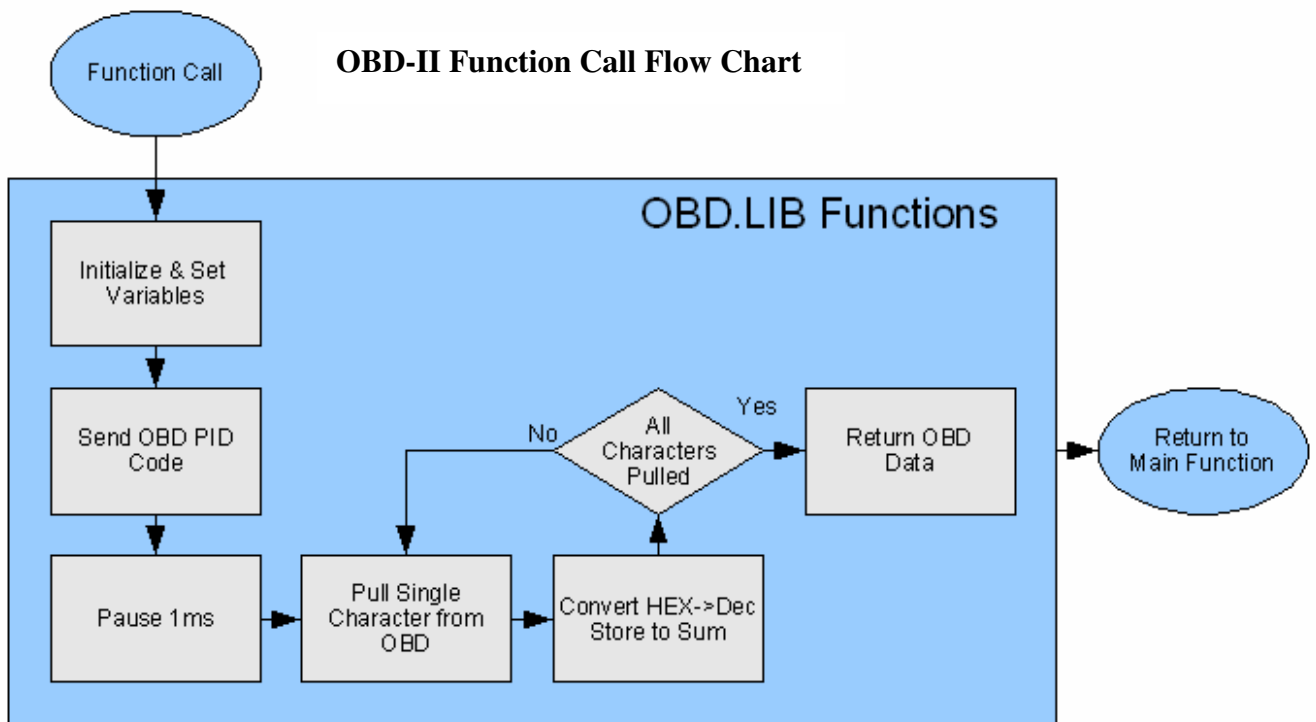 Function Call
OBD-II Function Call Flow Chart
OBD.LIB Functions
Initialize & Set
Variables
Send OBD PID
Code
Pause 1ms
Pull Single
Character from
OBD
Convert HEX->Dec
Store to Sum
All
Characters
Pulled
No
Yes
Return OBD
Data
Return to
Main Function